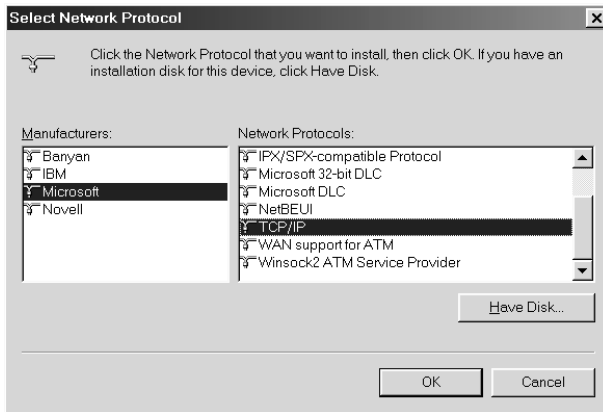 Select Network Protocol
Click the Network Protocol that you want to install, then click OK. If you have an
installation disk for this device, click Have Disk.
Manufacturers:
Banyan
IBM
Microsoft
Novell
Network Protocols:
IPX/SPX-compatible Protocol
Microsoft 32-bit DLC
Microsoft DLC
NetBEUI
TCP/IP
WAN support for ATM
Winsock2 ATM Service Provider
Have Disk...
OK
Cancel